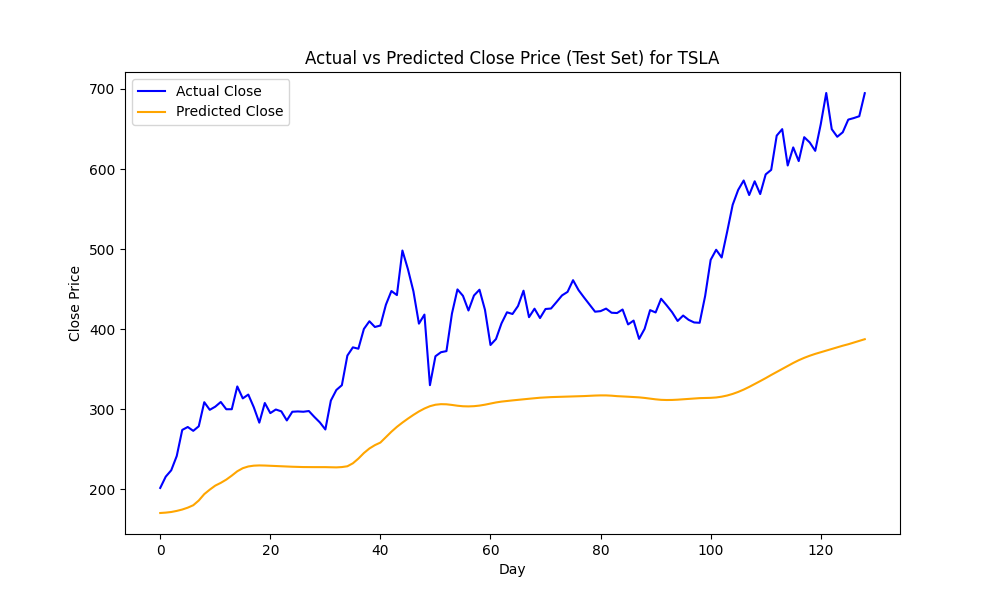 Actual vs Predicted Close Price (Test Set) for TSLA
Actual Close
Predicted Close
Close Price
700
600
500
400
300
200
0 20 40 60 80 100 120
Day